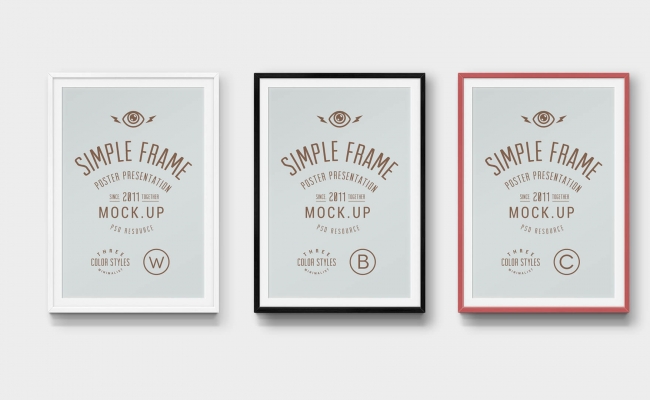 SIMPLE FRAME
POSTER PRESENTATION
SINCE 2011 TOGETHER
MOCK.UP
PSD RESOURCE
THREE
COLOR STYLES
MINIMALIST
W
SIMPLE FRAME
POSTER PRESENTATION
SINCE 2011 TOGETHER
MOCK.UP
PSD RESOURCE
THREE
COLOR STYLES
MINIMALIST
B
SIMPLE FRAME
POSTER PRESENTATION
SINCE 2011 TOGETHER
MOCK.UP
PSD RESOURCE
THREE
COLOR STYLES
MINIMALIST
C